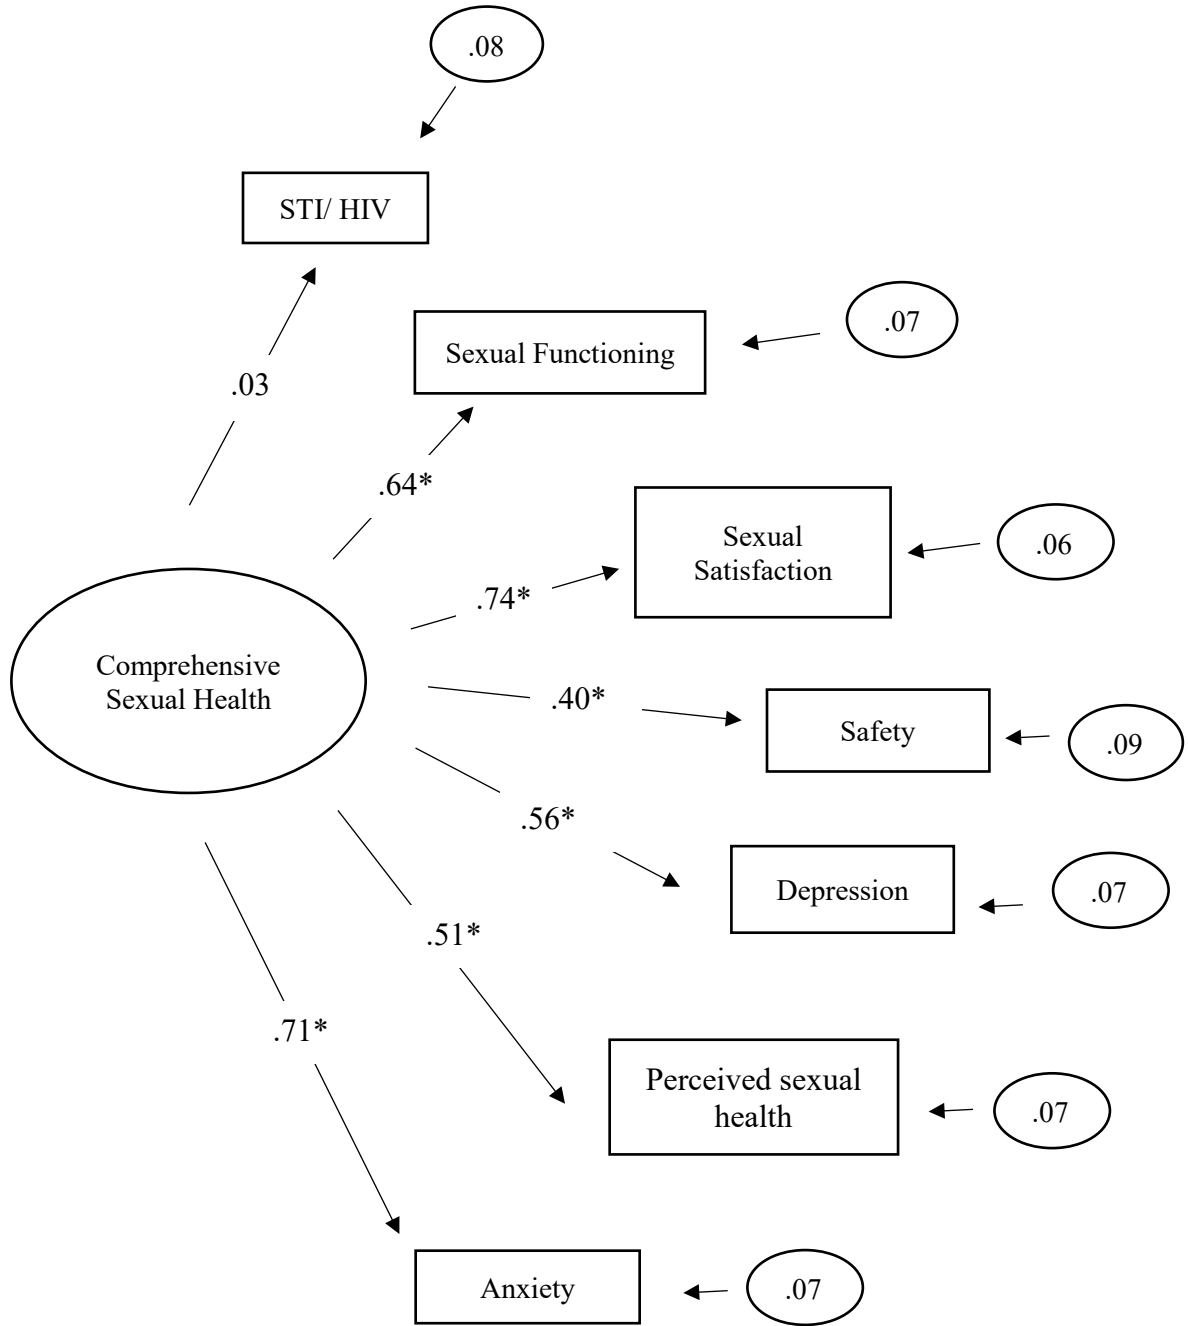 .08
STI/ HIV
.07
Sexual Functioning
.03
.64*
Sexual
Satisfaction
.06
.74*
Comprehensive
Sexual Health
.40*
Safety
.09
.56*
Depression
.07
.51*
Perceived sexual
health
.07
.71*
Anxiety
.07